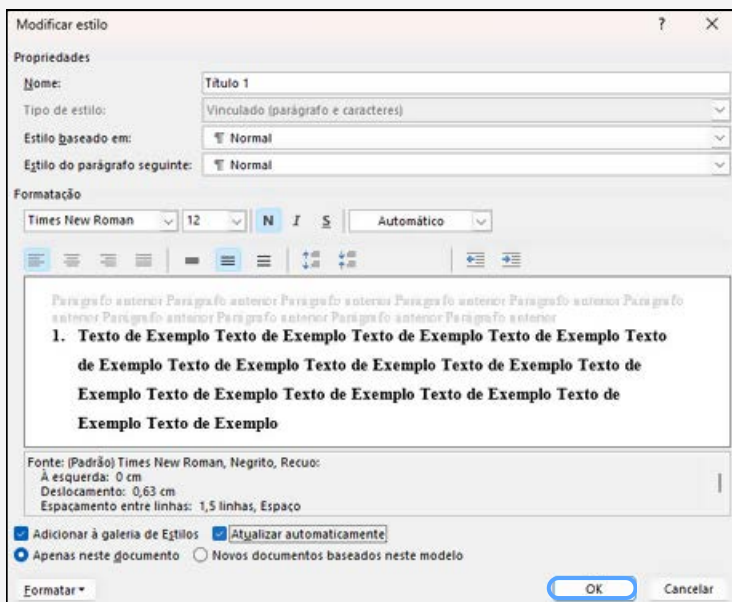 Modificar estilo ? X
Propriedades
Nome: Título 1
Tipo de estilo: Vinculado (parágrafo e caracteres)
Estilo baseado em: ¶ Normal
Estilo do parágrafo seguinte: ¶ Normal
Formatação
Times New Roman 12 N I S Automático
Parágrafo anterior Parágrafo anterior Parágrafo anterior Parágrafo anterior Parágrafo anterior Parágrafo
anterior Parágrafo anterior Parágrafo anterior Parágrafo anterior Parágrafo anterior
1. Texto de Exemplo Texto de Exemplo Texto de Exemplo Texto de Exemplo Texto
de Exemplo Texto de Exemplo Texto de Exemplo Texto de Exemplo Texto de
Exemplo Texto de Exemplo Texto de Exemplo Texto de Exemplo Texto de
Exemplo Texto de Exemplo
Fonte: (Padrão) Times New Roman, Negrito, Recuo:
À esquerda: 0 cm
Deslocamento: 0,63 cm
Espaçamento entre linhas: 1,5 linhas, Espaço
Adicionar à galeria de Estilos Atualizar automaticamente
Apenas neste documento Novos documentos baseados neste modelo
Formatar OK Cancelar